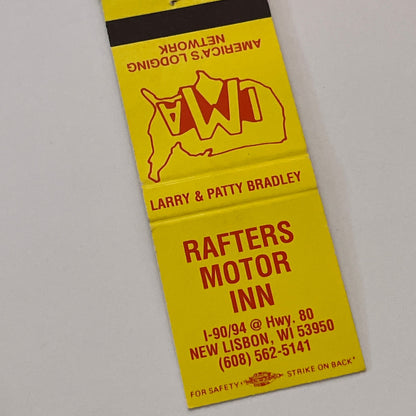 AMERICA'S LODGING
NETWORK
IMA
LARRY & PATTY BRADLEY
RAFTERS
MOTOR
INN
I-90/94 @ Hwy. 80
NEW LISBON, WI 53950
(608) 562-5141
FOR SAFETY STRIKE ON BACK